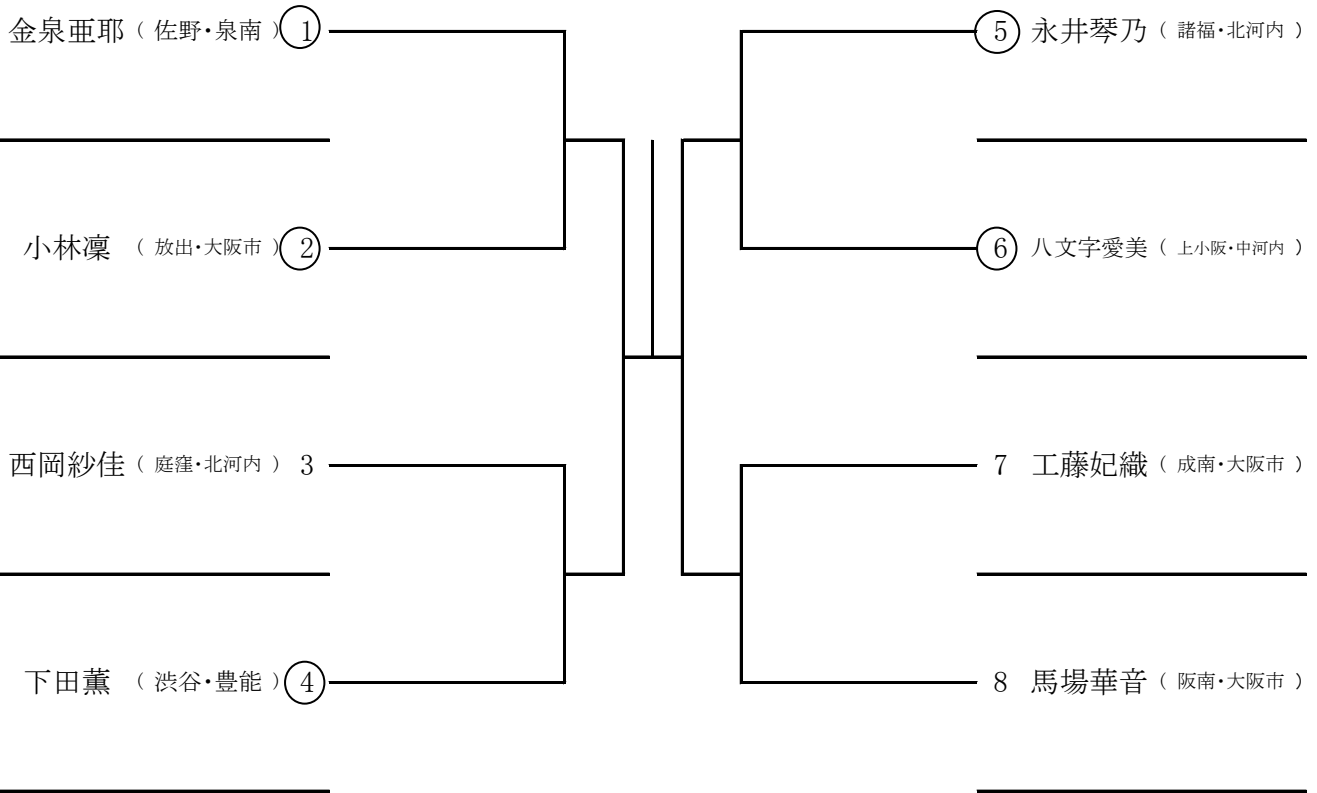 金泉亜耶 （ 佐野・泉南 ） 1
小林凜 （ 放出・大阪市 ） 2
西岡紗佳 （ 庭窪・北河内 ） 3
下田薫 （ 渋谷・豊能 ） 4
5 永井琴乃 （ 諸福・北河内 ）
6 八文字愛美 （ 上小阪・中河内 ）
7 工藤妃織 （ 成南・大阪市 ）
8 馬場華音 （ 阪南・大阪市 ）